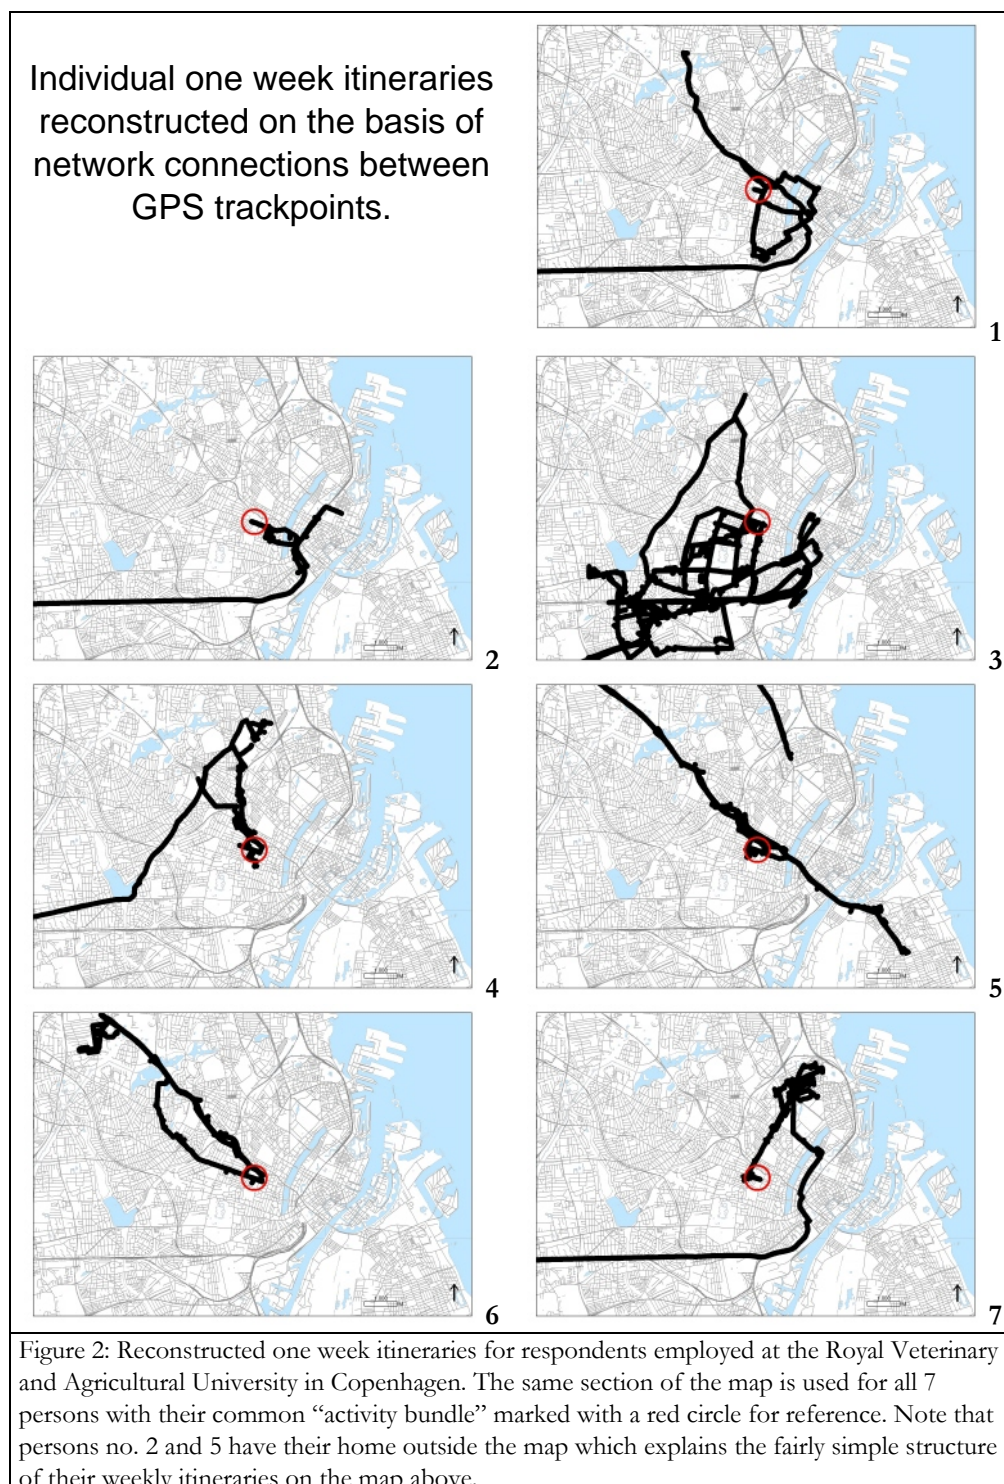 Individual one week itineraries
reconstructed on the basis of
network connections between
GPS trackpoints.
1
2
3
4
5
6
7
Figure 2: Reconstructed one week itineraries for respondents employed at the Royal Veterinary
and Agricultural University in Copenhagen. The same section of the map is used for all 7
persons with their common “activity bundle” marked with a red circle for reference. Note that
persons no. 2 and 5 have their home outside the map which explains the fairly simple structure
of their weekly itineraries on the map above.